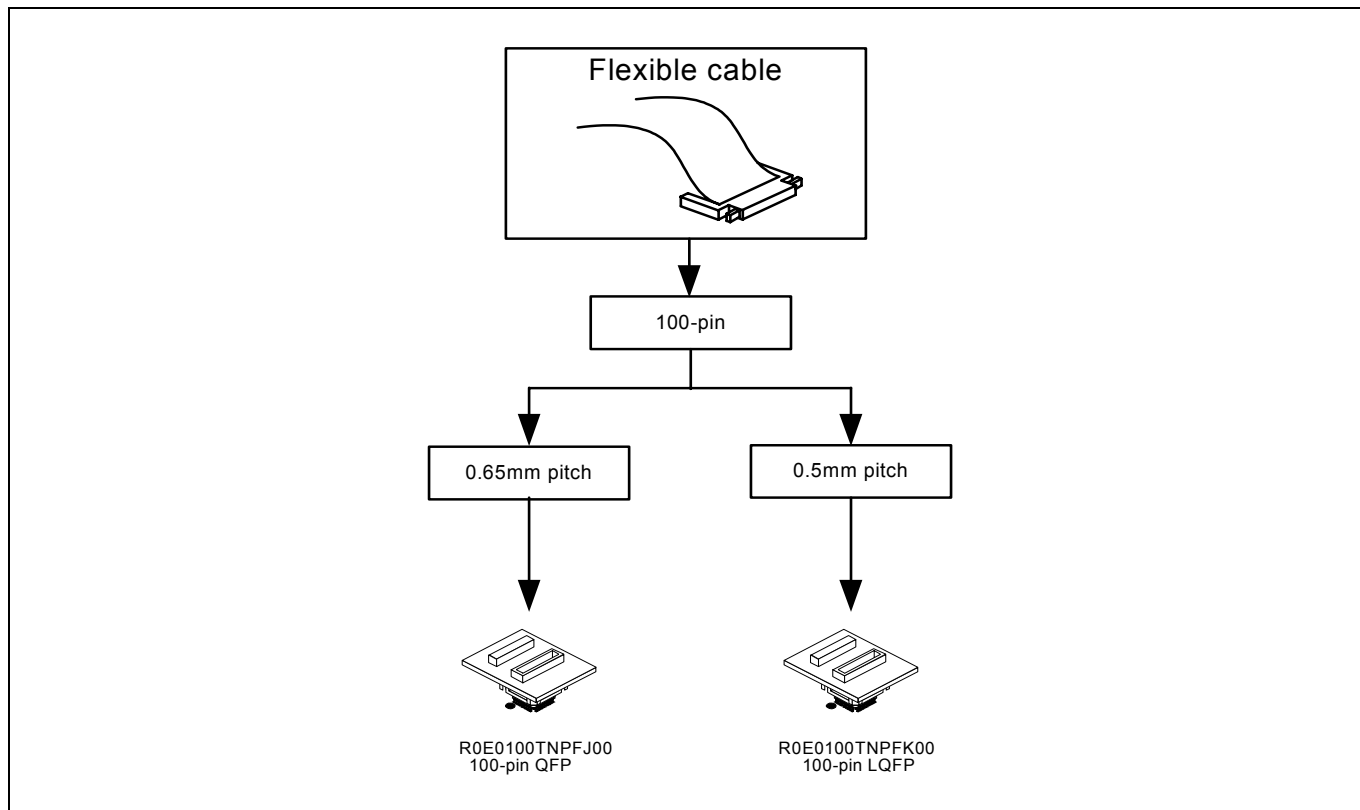 Flexible cable
100-pin
0.65mm pitch
0.5mm pitch
R0E0100TNPFJ00
100-pin QFP
R0E0100TNPFK00
100-pin LQFP